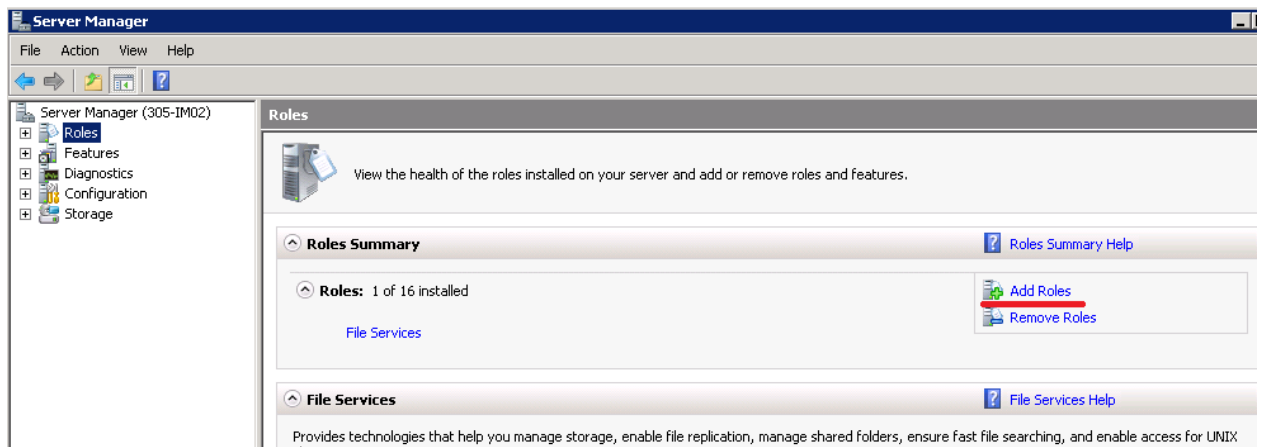 Server Manager
File Action View Help
Server Manager (305-IM02)
Roles
Features
Diagnostics
Configuration
Storage
Roles
View the health of the roles installed on your server and add or remove roles and features.
Roles Summary
Roles Summary Help
Roles: 1 of 16 installed
Add Roles
Remove Roles
File Services
File Services
File Services Help
Provides technologies that help you manage storage, enable file replication, manage shared folders, ensure fast file searching, and enable access for UNIX